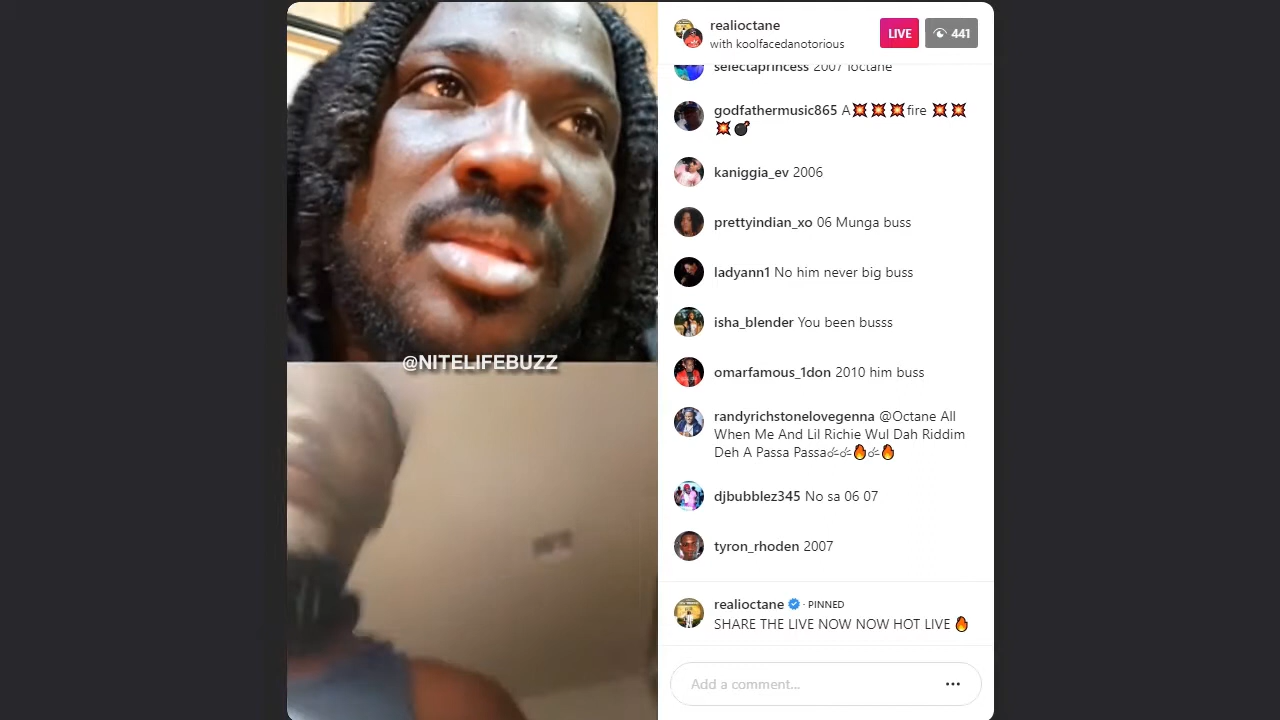 realioctane
with koolfacedanotorious
LIVE
441
selectaprincess 2007 ioctane
godfathermusic865 A💥💥💥fire 💥💥
💥💣
kaniggia_ev 2006
prettyindian_xo 06 Munga buss
ladyann1 No him never big buss
isha_blender You been busss
omarfamous_1don 2010 him buss
randyrichstonelovegenna @Octane All
When Me And Lil Richie Wul Dah Riddim
Deh A Passa Passa🔥🔥
djbubblez345 No sa 06 07
tyron_rhoden 2007
@NITELIFEBUZZ
realioctane · PINNED
SHARE THE LIVE NOW NOW HOT LIVE 🔥
Add a comment...